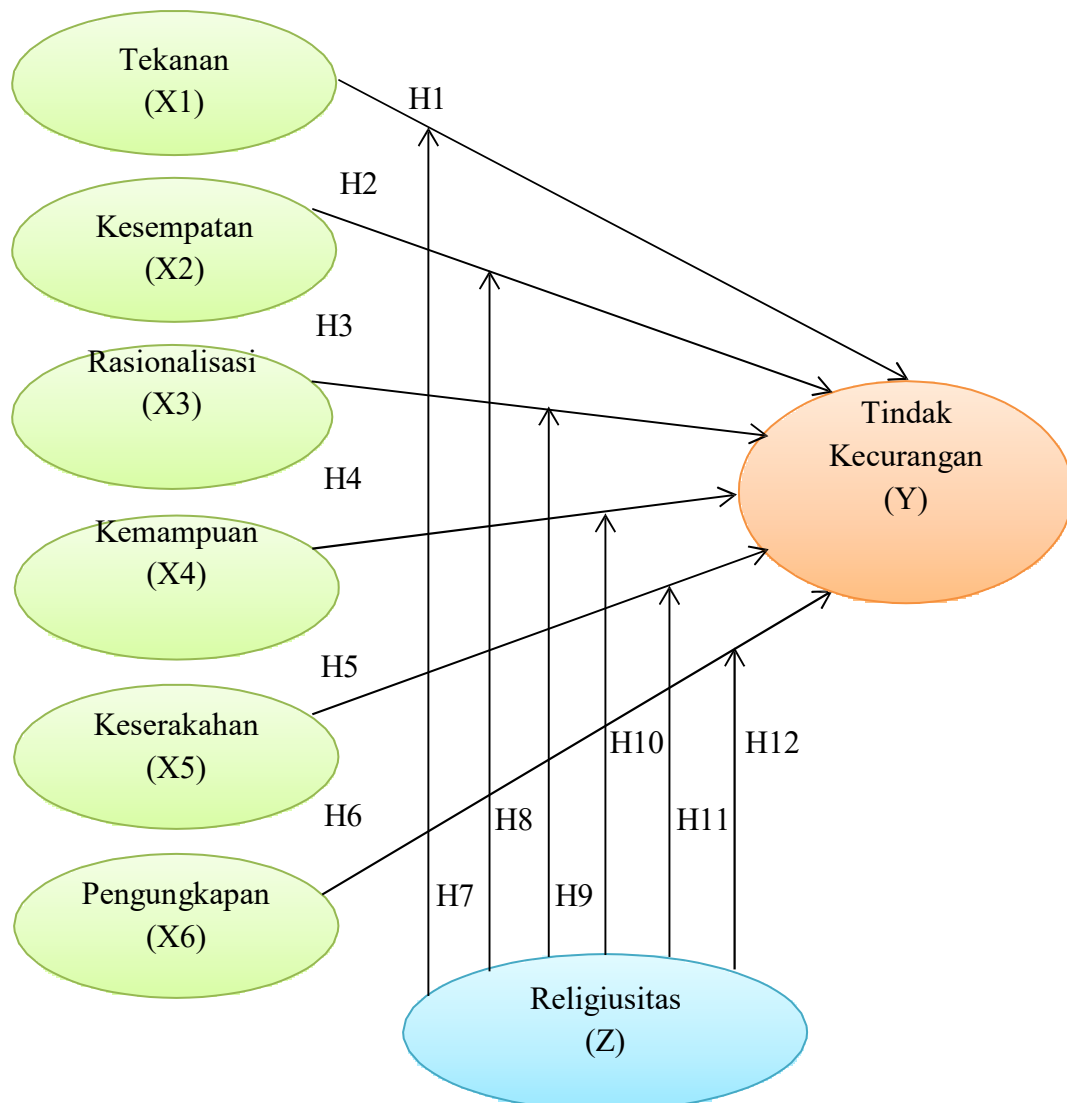 Tekanan
(X1)
H1
H2
Kesempatan
(X2)
H3
Rasionalisasi
(X3)
Tindak
Kecurangan
(Y)
H4
Kemampuan
(X4)
H5
Keserakahan
(X5)
H10
H12
H6
H8
H11
Pengungkapan
(X6)
H7
H9
Religiusitas
(Z)